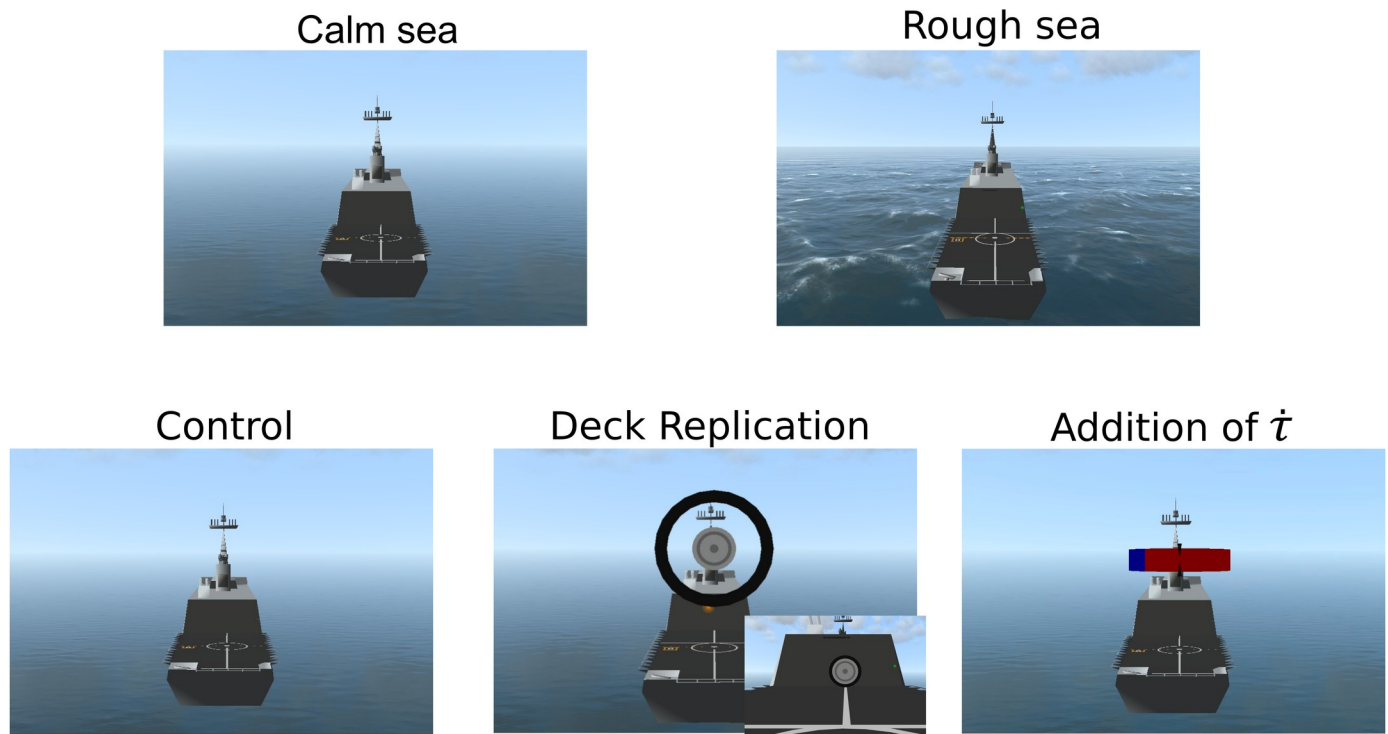 Calm sea
Rough sea
Control
Deck Replication
Addition of τ̇